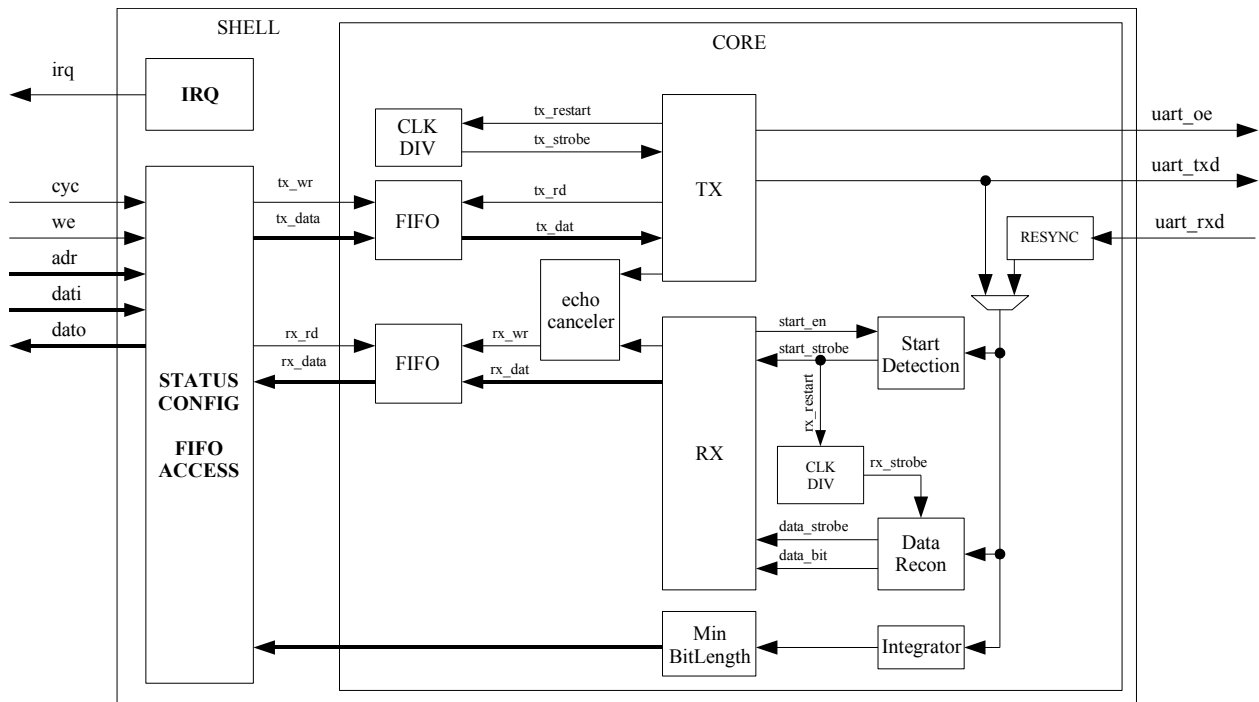 SHELL
CORE
irq
IRQ
tx_restart
CLK
DIV
tx_strobe
TX
uart_oe
uart_txd
cyc
tx_wr
tx_rd
FIFO
we
tx_data
tx_dat
RESYNC
uart_rxd
adr
dati
echo
canceler
dato
rx_rd
rx_wr
start_en
Start
Detection
start_strobe
FIFO
rx_data
rx_dat
STATUS
CONFIG
FIFO
ACCESS
rx_restart
RX
CLK
DIV
rx_strobe
data_strobe
data_bit
Data
Recon
Min
BitLength
Integrator